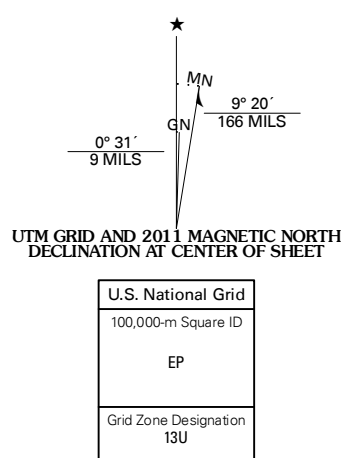 ★
MN
GN
9° 20´
166 MILS
0° 31´
9 MILS
UTM GRID AND 2011 MAGNETIC NORTH
DECLINATION AT CENTER OF SHEET
U.S. National Grid
100,000-m Square ID
EP
Grid Zone Designation
13U